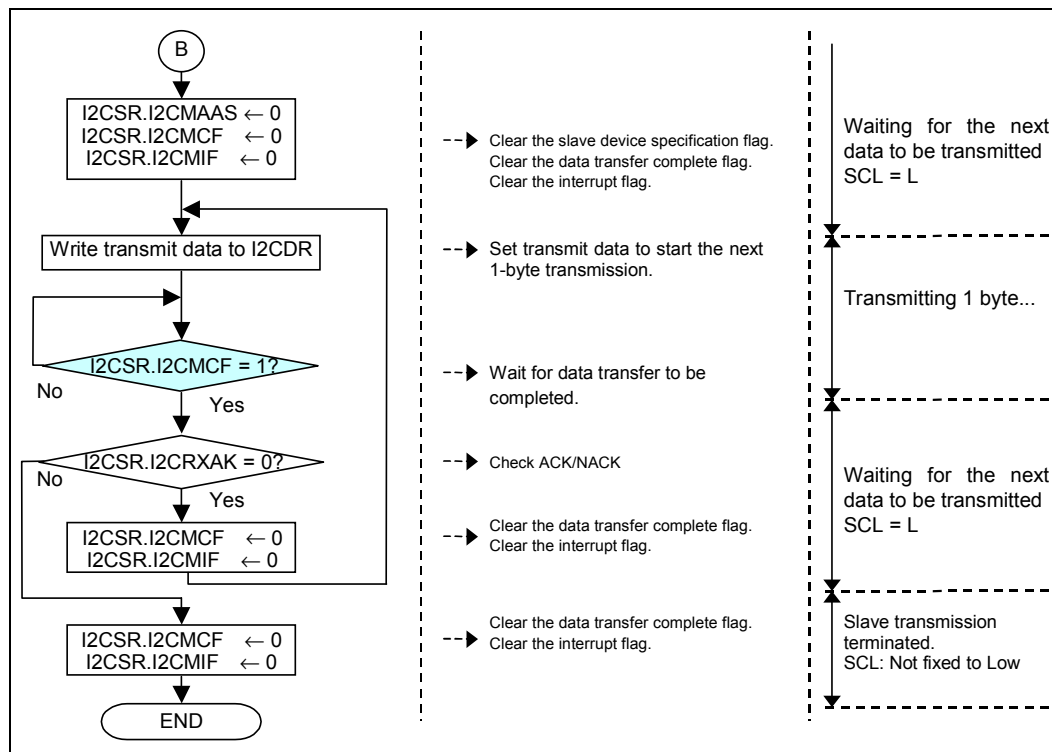 B
I2CSR.I2CMAAS ← 0
I2CSR.I2CMCF ← 0
I2CSR.I2CMIF ← 0
Clear the slave device specification flag.
Clear the data transfer complete flag.
Clear the interrupt flag.
Waiting for the next
data to be transmitted
SCL = L
Write transmit data to I2CDR
Set transmit data to start the next
1-byte transmission.
Transmitting 1 byte...
I2CSR.I2CMCF = 1?
No
Yes
Wait for data transfer to be
completed.
I2CSR.I2CRXAK = 0?
No
Yes
Check ACK/NACK
Waiting for the next
data to be transmitted
SCL = L
I2CSR.I2CMCF ← 0
I2CSR.I2CMIF ← 0
Clear the data transfer complete flag.
Clear the interrupt flag.
I2CSR.I2CMCF ← 0
I2CSR.I2CMIF ← 0
Clear the data transfer complete flag.
Clear the interrupt flag.
Slave transmission
terminated.
SCL: Not fixed to Low
END